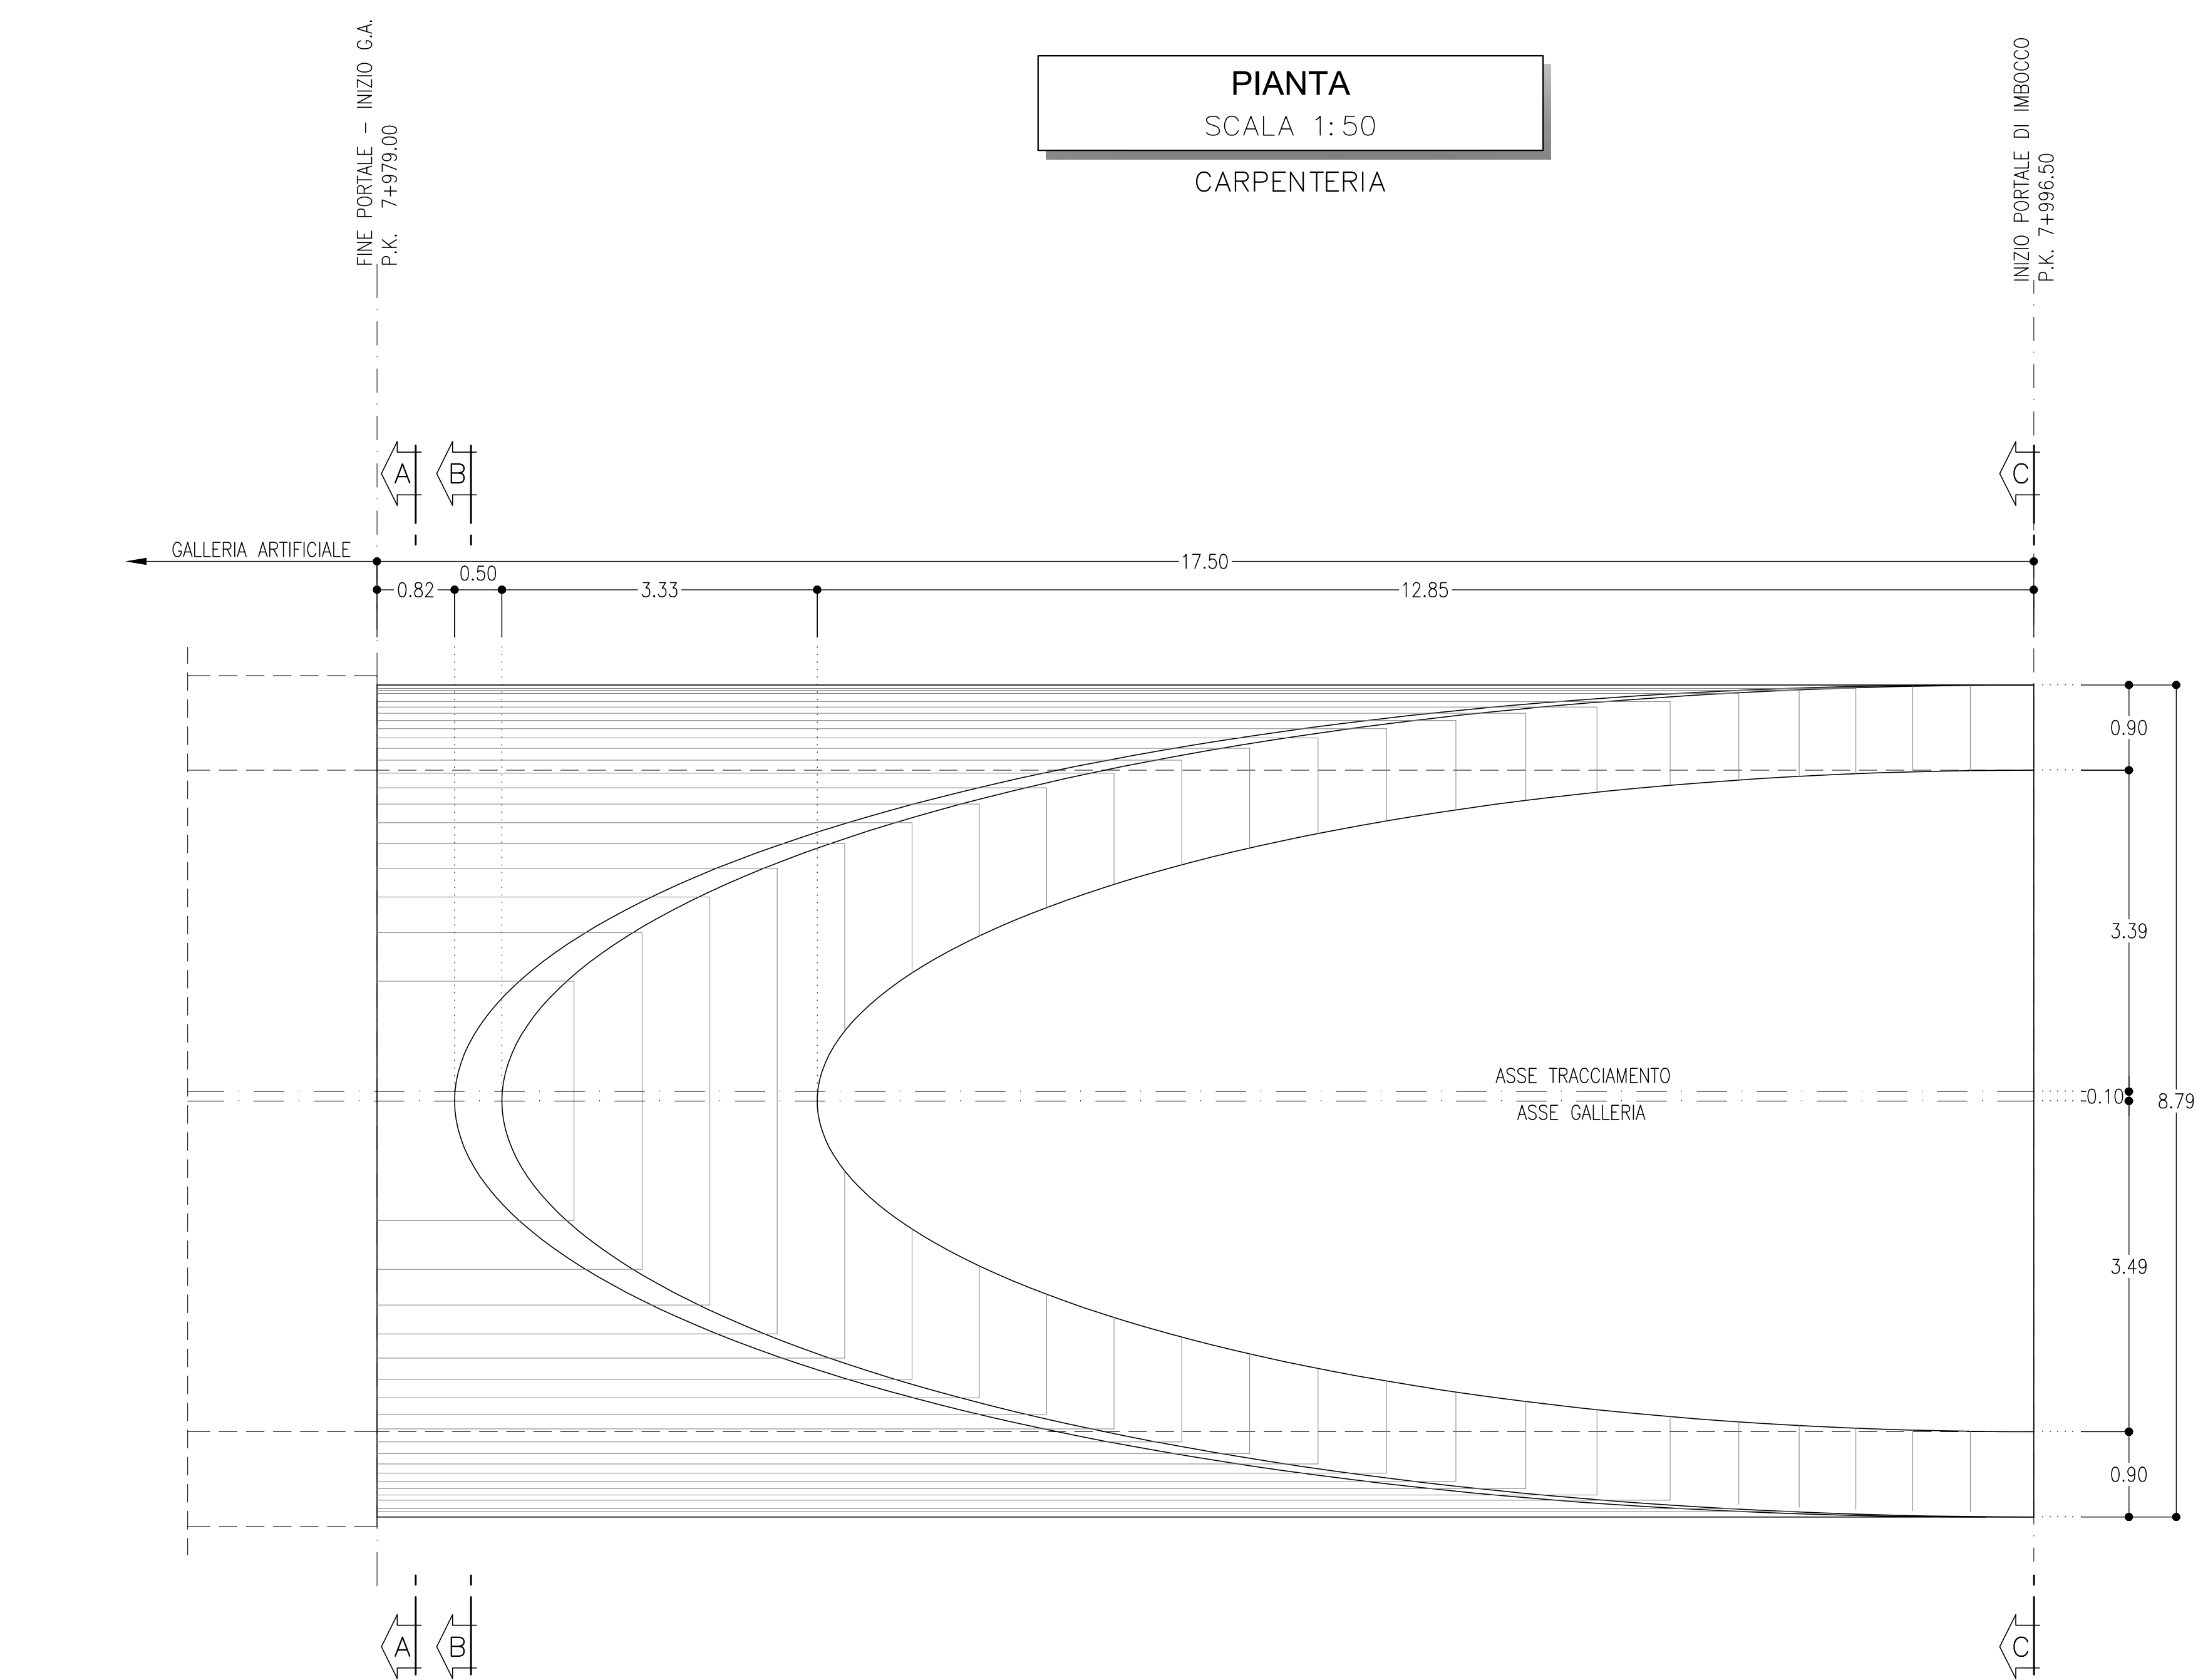 FINE PORTALE - INIZIO G.A.
P.K. 7+979.00
PIANTA
SCALA 1:50
CARPENTERIA
INIZIO PORTALE DI IMBOCCO
P.K. 7+996.50
A
B
C
GALLERIA ARTIFICIALE
17.50
0.50
0.82
3.33
12.85
0.90
3.39
ASSE TRACCIAMENTO
0.10
8.79
ASSE GALLERIA
3.49
0.90
A
B
C